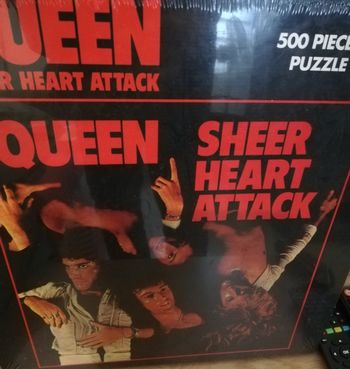 QUEEN
R HEART ATTACK
500 PIECE
PUZZLE
QUEEN
SHEER
HEART
ATTACK